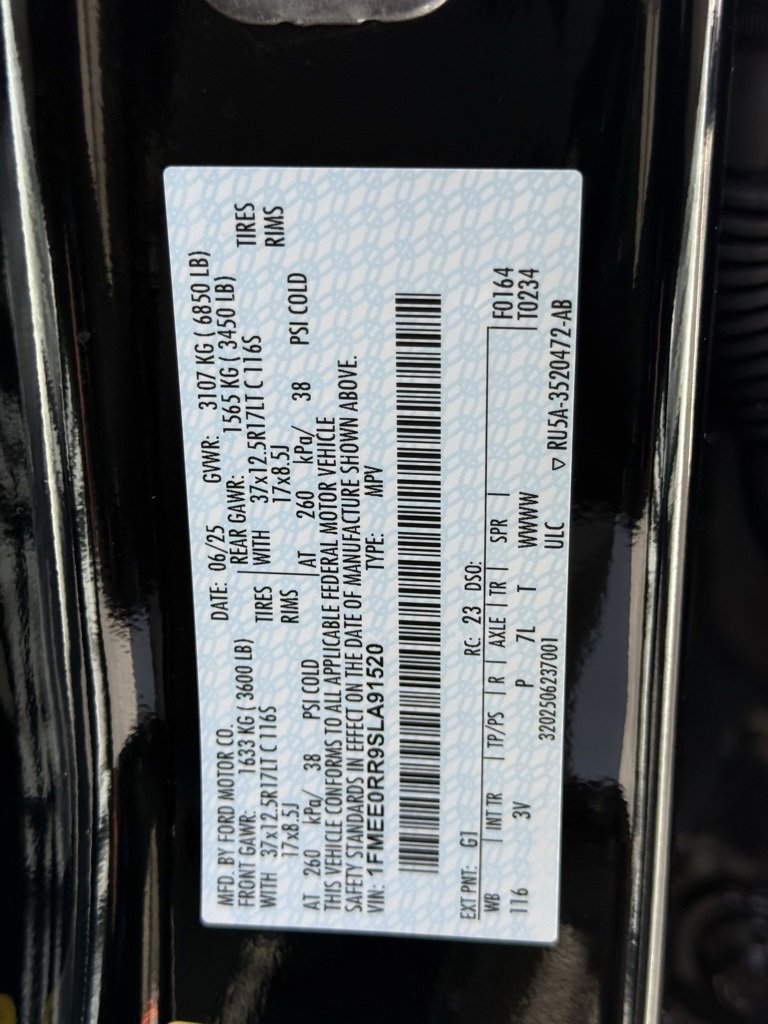 MFD. BY FORD MOTOR CO.
DATE: 06/25 GVWR: 3107 KG ( 6850 LB)
FRONT GAWR: 1633 KG ( 3600 LB) REAR GAWR: 1565 KG ( 3450 LB)
WITH 37x12.5R17LT C 116S TIRES WITH 37x12.5R17LT C 116S TIRES
17x8.5J RIMS 17x8.5J RIMS
AT 260 kPa/ 38 PSI COLD AT 260 kPa/ 38 PSI COLD
THIS VEHICLE CONFORMS TO ALL APPLICABLE FEDERAL MOTOR VEHICLE
SAFETY STANDARDS IN EFFECT ON THE DATE OF MANUFACTURE SHOWN ABOVE.
VIN: 1FMEE0RR9SLA91520 TYPE: MPV
EXT PNT: G1 RC: 23 DSO: F0164
WB INT TR TP/PS R AXLE TR SPR T0234
116 3V P 7L T WWWW
3202506237001 ULC ▽ RU5A-3520472-AB